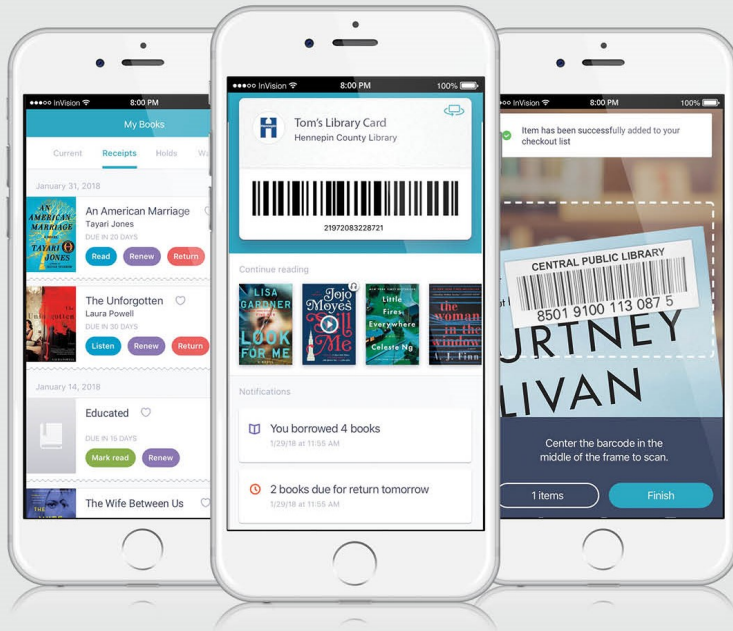 ●●●●○ InVision 8:00 PM
My Books
Current Receipts Holds
January 31, 2018
AN AMERICAN MARRIAGE
TAYARI JONES
An American Marriage
Tayari Jones
DUE IN 20 DAYS
Read Renew Return
The Unforgotten
The Unforgotten
Laura Powell
DUE IN 30 DAYS
Listen Renew Return
January 14, 2018
Educated
DUE IN 15 DAYS
Mark read Renew
THE WIFE
The Wife Between Us
●●●●○ InVision 8:00 PM 100%
Tom's Library Card
Hennepin County Library
21972083228721
Continue reading
LISA GARDNER
LOOK FOR ME
Jojo Moyes
Still Me
Little Fires Everywhere
Celeste Ng
the woman in the window
A. J. Finn
Notifications
You borrowed 4 books
1/29/18 at 11:55 AM
2 books due for return tomorrow
1/29/18 at 11:55 AM
InVision 8:00 PM 100%
Item has been successfully added to your
checkout list
CENTRAL PUBLIC LIBRARY
8501 9100 113 087 5
URTNEY
LIVAN
Center the barcode in the
middle of the frame to scan.
1 items Finish